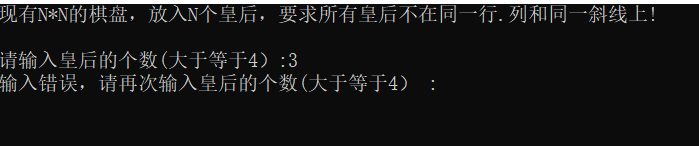 现有N*N的棋盘，放入N个皇后，要求所有皇后不在同一行.列和同一斜线上!
请输入皇后的个数(大于等于4）:3
输入错误，请再次输入皇后的个数(大于等于4） :